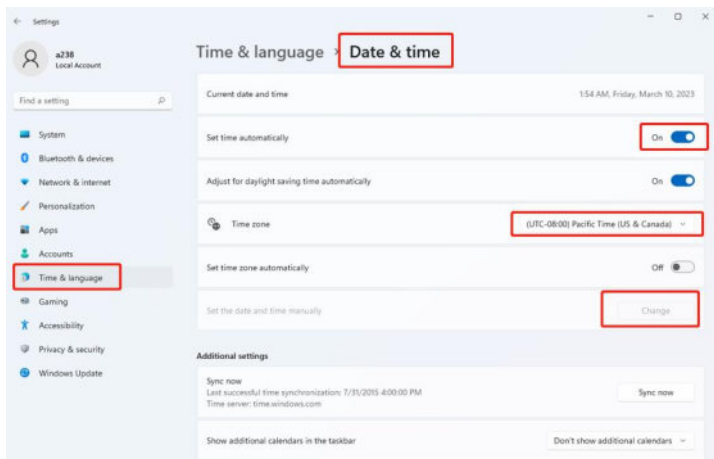 Settings
a238
Local Account
Find a setting
System
Bluetooth & devices
Network & internet
Personalization
Apps
Accounts
Time & language
Gaming
Accessibility
Privacy & security
Windows Update
Time & language > Date & time
Current date and time 1:54 AM, Friday, March 10, 2023
Set time automatically On
Adjust for daylight saving time automatically On
Time zone (UTC-08:00) Pacific Time (US & Canada)
Set time zone automatically Off
Set the date and time manually Change
Additional settings
Sync now
Last successful time synchronization: 7/31/2015 4:00:00 PM
Time server: time.windows.com
Sync now
Show additional calendars in the taskbar Don't show additional calendars